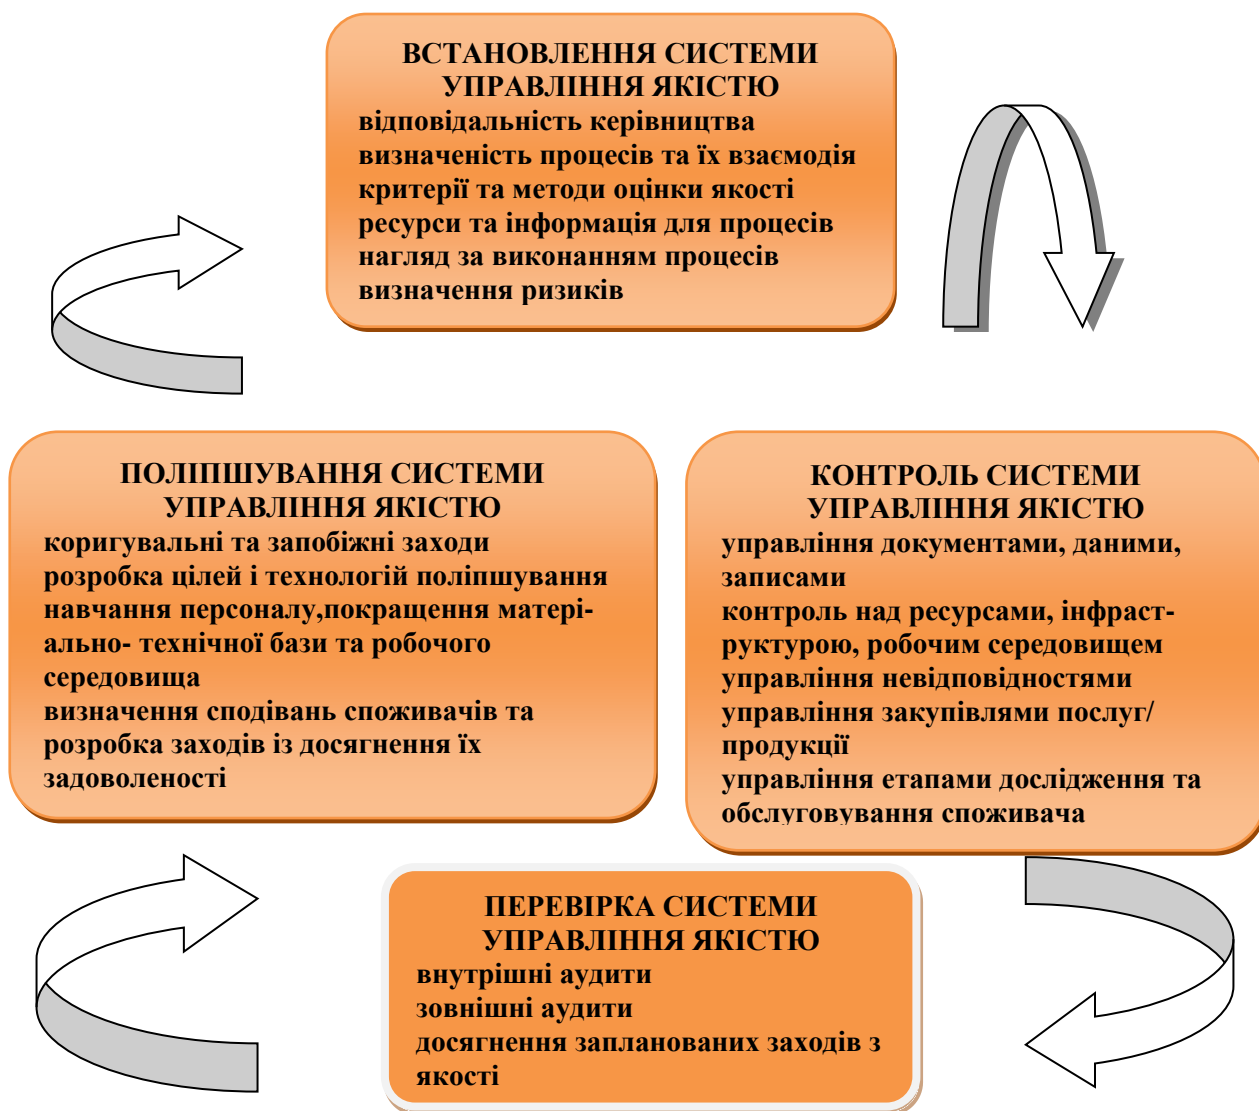 ВСТАНОВЛЕННЯ СИСТЕМИ
УПРАВЛІННЯ ЯКІСТЮ
відповідальність керівництва
визначеність процесів та їх взаємодія
критерії та методи оцінки якості
ресурси та інформація для процесів
нагляд за виконанням процесів
визначення ризиків
ПОЛІПШУВАННЯ СИСТЕМИ
УПРАВЛІННЯ ЯКІСТЮ
коригувальні та запобіжні заходи
розробка цілей і технологій поліпшування
навчання персоналу,покращення матері-
ально- технічної бази та робочого
середовища
визначення сподівань споживачів та
розробка заходів із досягнення їх
задоволеності
КОНТРОЛЬ СИСТЕМИ
УПРАВЛІННЯ ЯКІСТЮ
управління документами, даними,
записами
контроль над ресурсами, інфраст-
руктурою, робочим середовищем
управління невідповідностями
управління закупівлями послуг/
продукції
управління етапами дослідження та
обслуговування споживача
ПЕРЕВІРКА СИСТЕМИ
УПРАВЛІННЯ ЯКІСТЮ
внутрішні аудити
зовнішні аудити
досягнення запланованих заходів з
якості